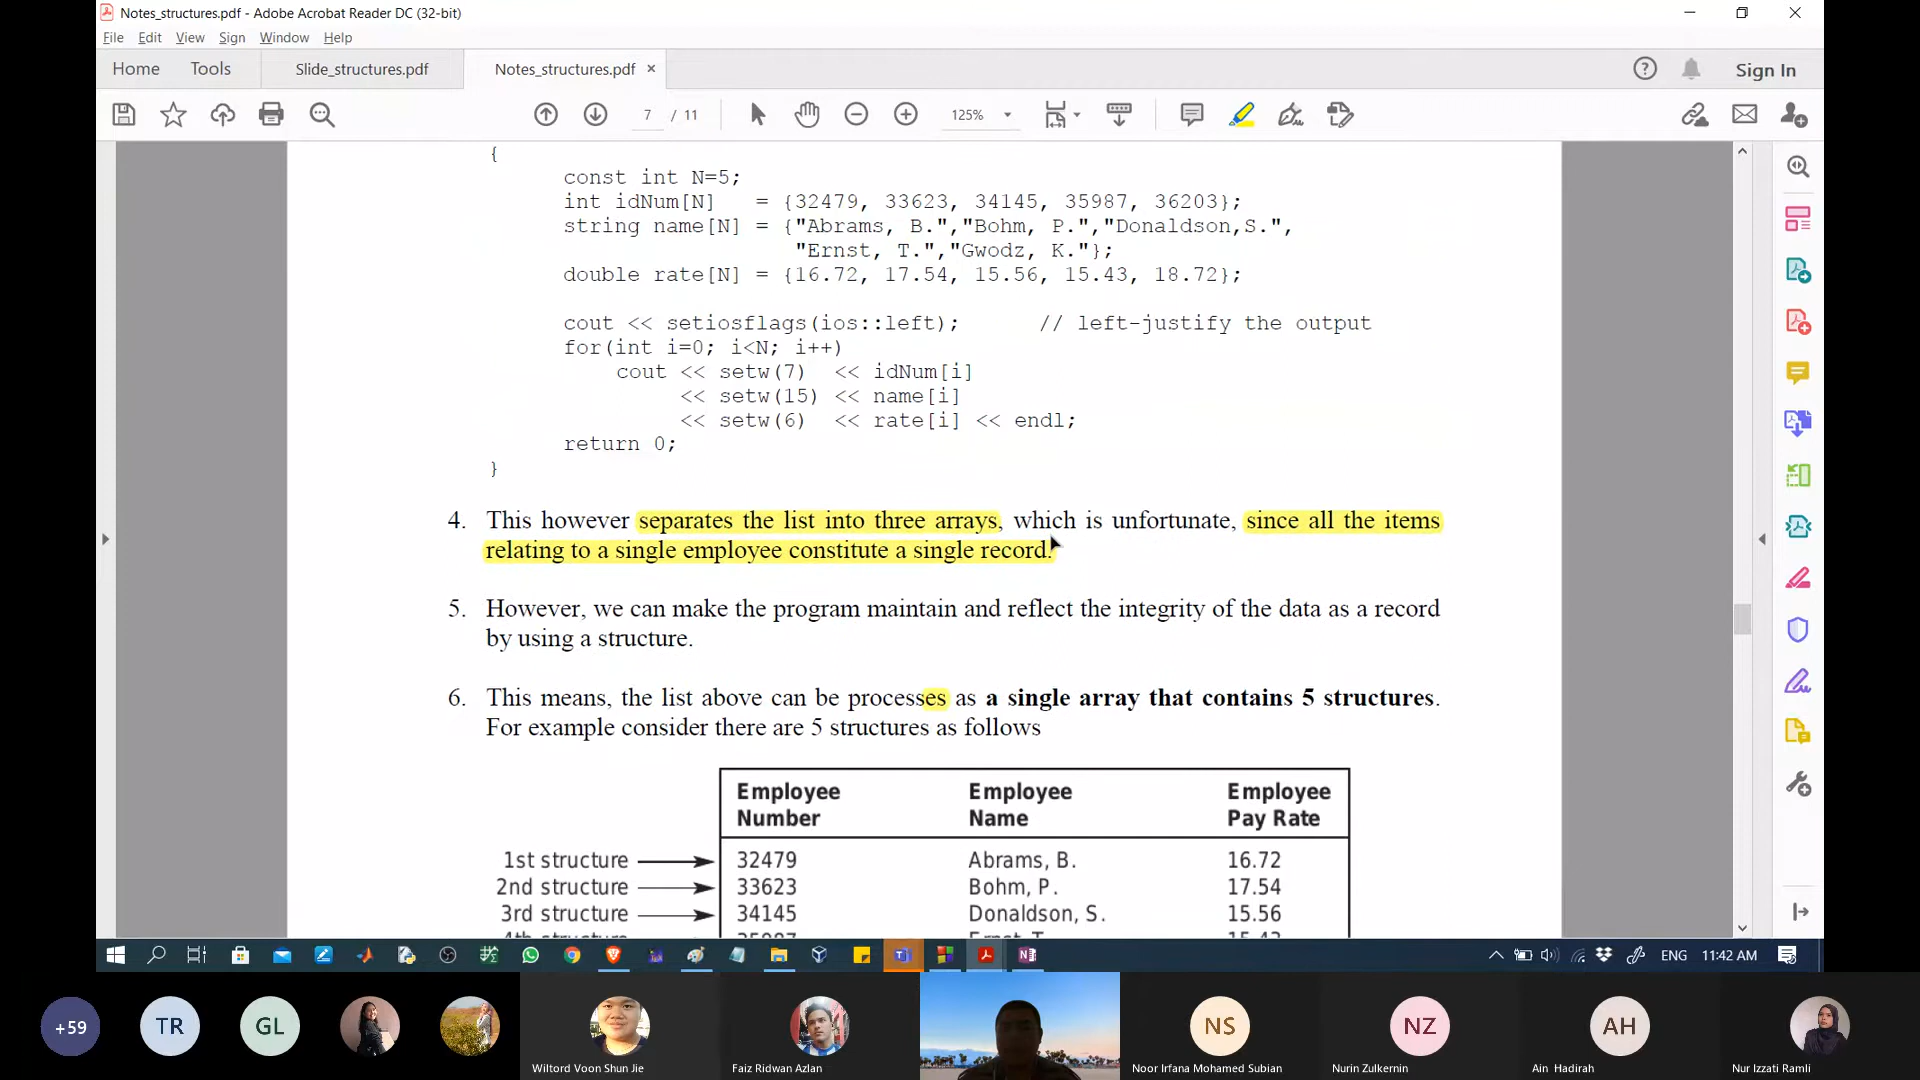 Notes_structures.pdf - Adobe Acrobat Reader DC (32-bit)
File Edit View Sign Window Help
Home Tools Slide_structures.pdf Notes_structures.pdf × Sign In
7 / 11 125%
{
const int N=5;
int idNum[N] = {32479, 33623, 34145, 35987, 36203};
string name[N] = {"Abrams, B.","Bohm, P.","Donaldson,S.",
"Ernst, T.","Gwodz, K."};
double rate[N] = {16.72, 17.54, 15.56, 15.43, 18.72};
cout << setiosflags(ios::left); // left-justify the output
for(int i=0; i<N; i++)
cout << setw(7) << idNum[i]
<< setw(15) << name[i]
<< setw(6) << rate[i] << endl;
return 0;
}
4. This however separates the list into three arrays, which is unfortunate, since all the items
relating to a single employee constitute a single record.
5. However, we can make the program maintain and reflect the integrity of the data as a record
by using a structure.
6. This means, the list above can be processes as a single array that contains 5 structures.
For example consider there are 5 structures as follows
Employee Employee Employee
Number Name Pay Rate
1st structure 32479 Abrams, B. 16.72
2nd structure 33623 Bohm, P. 17.54
3rd structure 34145 Donaldson, S. 15.56
ENG 11:42 AM
+59 TR GL NS NZ AH
Wiltord Voon Shun Jie Faiz Ridwan Azlan Noor Irfana Mohamed Subian Nurin Zulkernin Ain Hadirah Nur Izzati Ramli